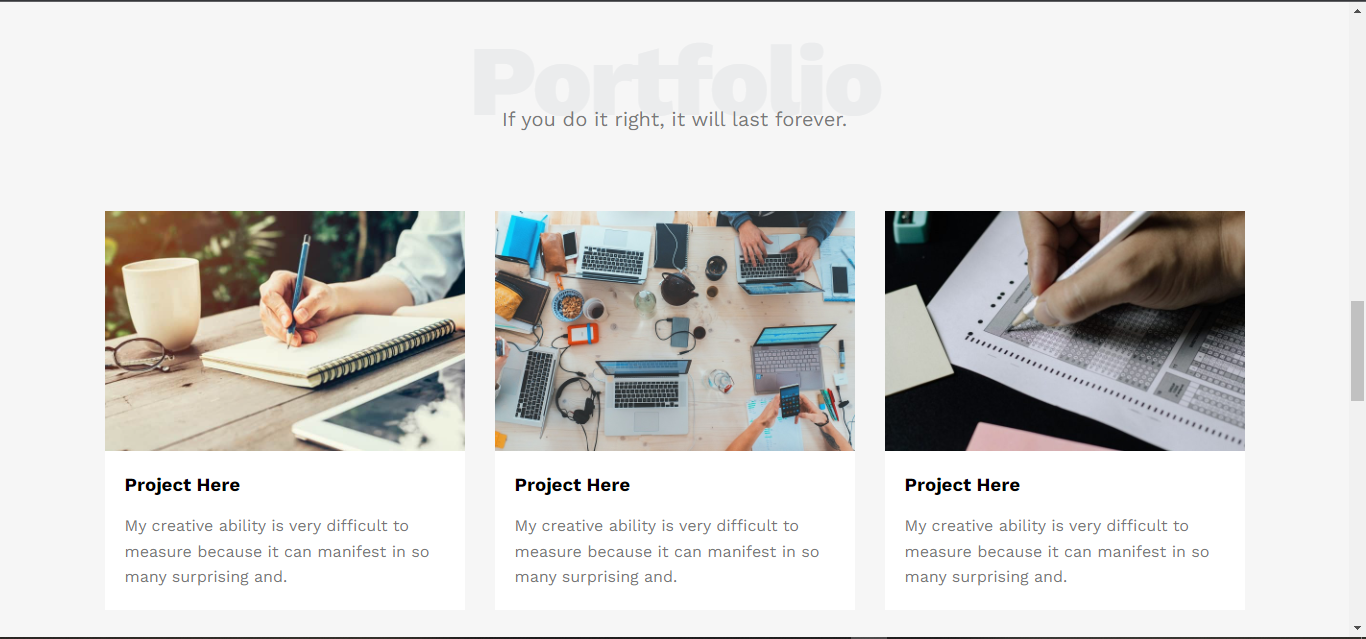 Portfolio
If you do it right, it will last forever.
Project Here
My creative ability is very difficult to
measure because it can manifest in so
many surprising and.
Project Here
My creative ability is very difficult to
measure because it can manifest in so
many surprising and.
Project Here
My creative ability is very difficult to
measure because it can manifest in so
many surprising and.